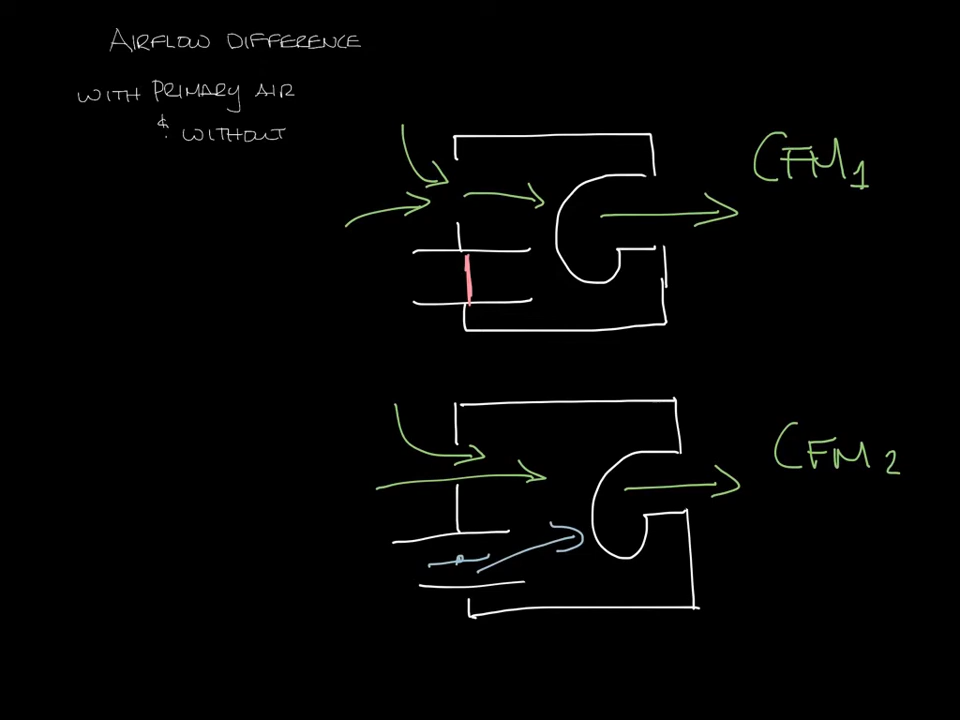 AIRFLOW DIFFERENCE
WITH PRIMARY AIR
& WITHOUT
CFM1
CFM2